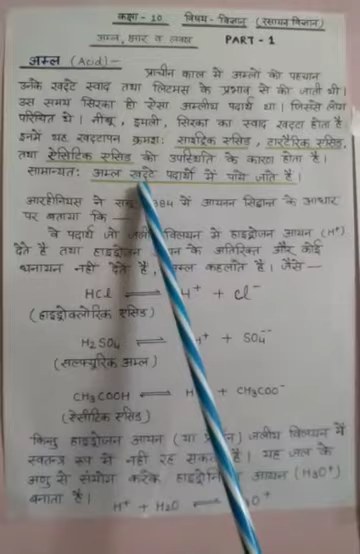 कक्षा - 10 विषय - विज्ञान (रसायन विज्ञान)
अम्ल, क्षार व लवण PART - 1
अम्ल (Acid) -
प्राचीन काल में अम्लों की पहचान
उनके खट्टे स्वाद तथा लिटमस के प्रभाव से की जाती थी।
उस समय सिरका ही ऐसा अम्लीय पदार्थ था। जिससे लोग
परिचित थे। नींबू, इमली, सिरका का स्वाद खट्टा होता है
इनमें यह खट्टापन क्रमशः साइट्रिक एसिड, टारटैरिक एसिड,
तथा ऐसिटिक एसिड की उपस्थिति के कारण होता है।
सामान्यतः अम्ल खट्टे पदार्थों में पाये जाते हैं।
आरहीनियस ने सन् 884 में आयनन सिद्वान्त के आधार
पर बताया कि —
वे पदार्थ जो जलीय विलयन में हाइड्रोजन आयन (H⁺)
देते हैं तथा हाइड्रोजन के अतिरिक्त और कोई
धनायन नहीं देते हैं, अम्ल कहलाते हैं। जैसे —
HCl ⇌ H⁺ + Cl⁻
(हाइड्रोक्लोरिक एसिड)
H₂SO₄ ⇌ H⁺ + SO₄⁻⁻
(सल्फ्यूरिक अम्ल)
CH₃COOH ⇌ H + CH₃COO⁻
(ऐसीटिक एसिड)
किन्तु हाइड्रोजन आयन (या प्रोटॉन) जलीय विलयन में
स्वतन्त्र रूप में नहीं रह सकता है। यह जल के
अणु से संयोग करके हाइड्रोनियम आयन (H₃O⁺)
बनाता है।
H⁺ + H₂O ⇌ O⁺